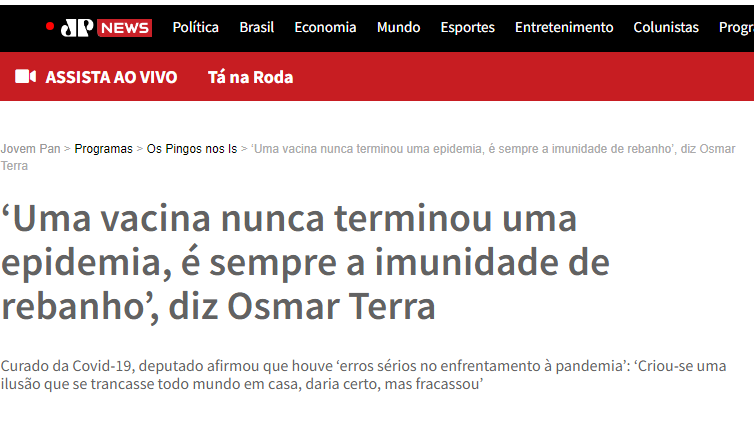 JP NEWS Política Brasil Economia Mundo Esportes Entretenimento Colunistas Progra
ASSISTA AO VIVO Tá na Roda
Jovem Pan > Programas > Os Pingos nos Is > ‘Uma vacina nunca terminou uma epidemia, é sempre a imunidade de rebanho’, diz Osmar
Terra
‘Uma vacina nunca terminou uma
epidemia, é sempre a imunidade de
rebanho’, diz Osmar Terra
Curado da Covid-19, deputado afirmou que houve ‘erros sérios no enfrentamento à pandemia’: ‘Criou-se uma
ilusão que se trancasse todo mundo em casa, daria certo, mas fracassou’